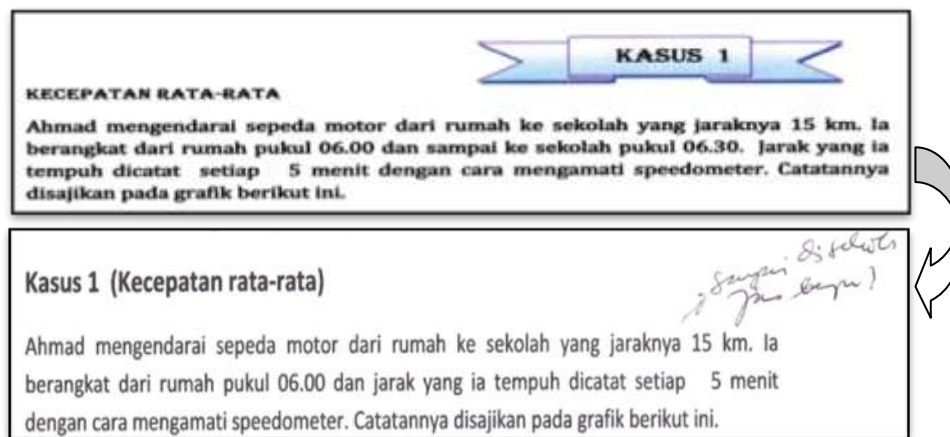 KASUS 1
KECEPATAN RATA-RATA
Ahmad mengendarai sepeda motor dari rumah ke sekolah yang jaraknya 15 km. Ia
berangkat dari rumah pukul 06.00 dan sampai ke sekolah pukul 06.30. Jarak yang ia
tempuh dicatat setiap 5 menit dengan cara mengamati speedometer. Catatannya
disajikan pada grafik berikut ini.
Kasus 1 (Kecepatan rata-rata)
sampai di sekolah
Ahmad mengendarai sepeda motor dari rumah ke sekolah yang jaraknya 15 km. Ia
berangkat dari rumah pukul 06.00 dan jarak yang ia tempuh dicatat setiap 5 menit
dengan cara mengamati speedometer. Catatannya disajikan pada grafik berikut ini.